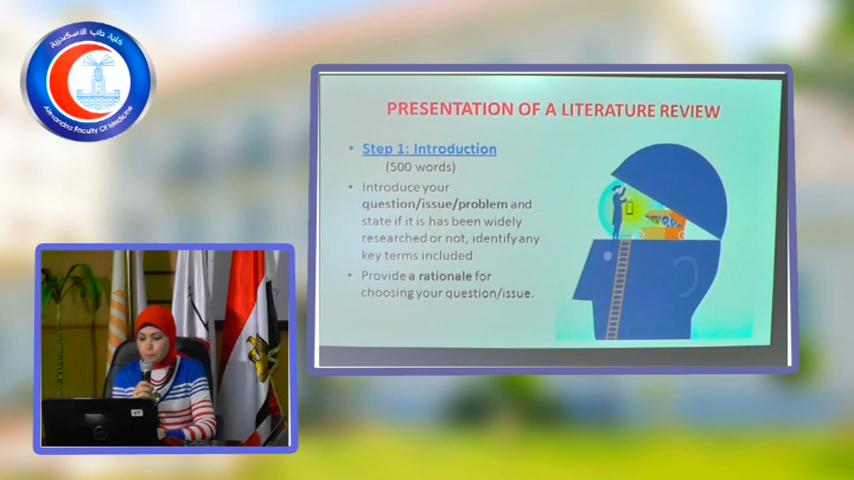 كلية طب الإسكندرية
Alexandria Faculty Of Medicine
PRESENTATION OF A LITERATURE REVIEW
• Step 1: Introduction
(500 words)
• Introduce your
question/issue/problem and
state if it is has been widely
researched or not, identify any
key terms included
• Provide a rationale for
choosing your question/issue.